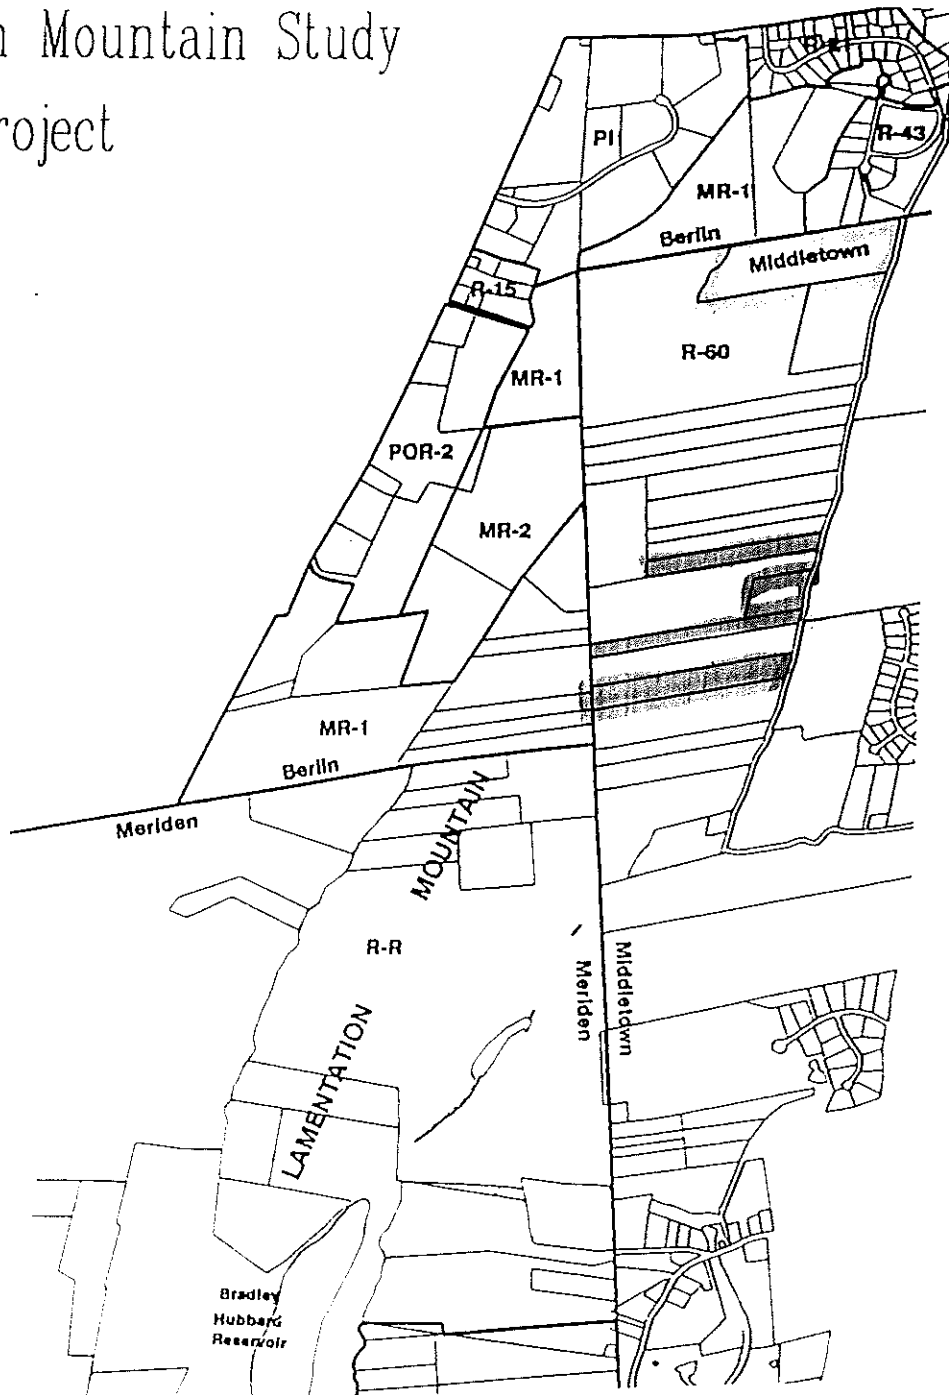 n Mountain Study
roject
PI
R-43
MR-1
Berlin
Middletown
R-15
R-60
MR-1
POR-2
MR-2
MR-1
Berlin
Meriden
MOUNTAIN
R-R
Meriden
Middletown
LAMENTATION
Bradley
Hubbard
Reservoir